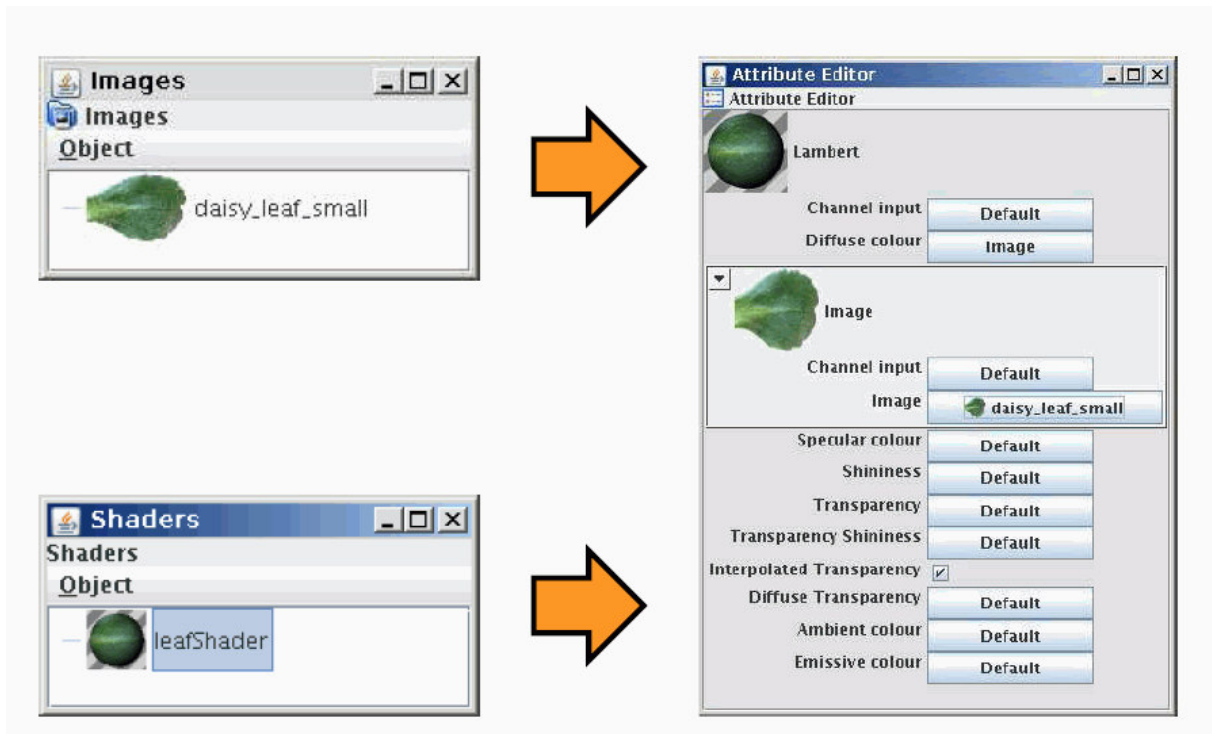 Images
Images
Object
daisy_leaf_small
Shaders
Shaders
Object
leafShader
Attribute Editor
Attribute Editor
Lambert
Channel input Default
Diffuse colour Image
Image
Channel input Default
Image daisy_leaf_small
Specular colour Default
Shininess Default
Transparency Default
Transparency Shininess Default
Interpolated Transparency
Diffuse Transparency Default
Ambient colour Default
Emissive colour Default